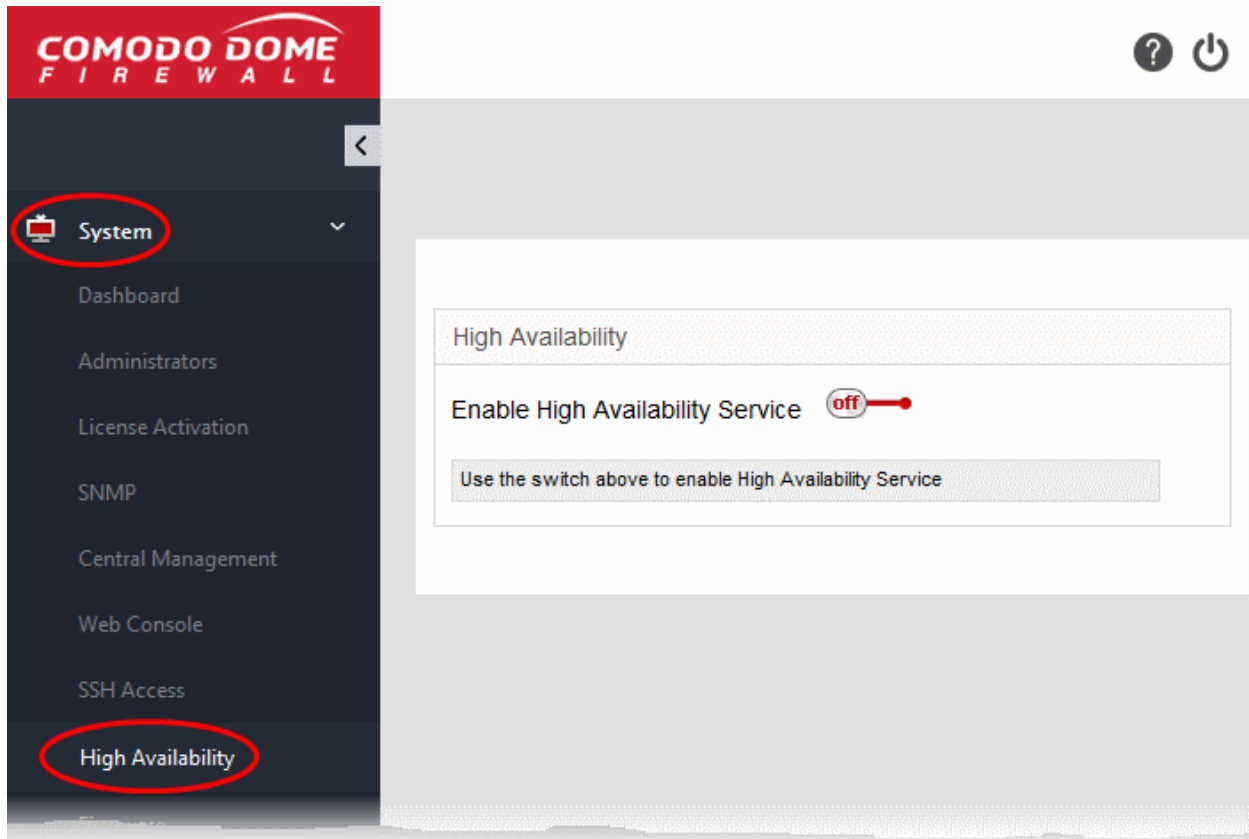 COMODO DOME
FIREWALL
?
System
Dashboard
Administrators
License Activation
SNMP
Central Management
Web Console
SSH Access
High Availability
High Availability
Enable High Availability Service off
Use the switch above to enable High Availability Service